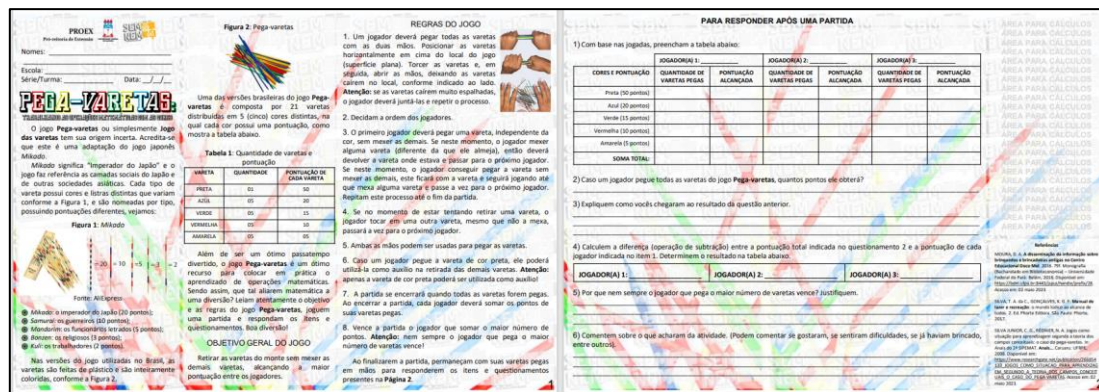 PROEX
Pró-reitoria de Extensão
Nomes:
Escola:
Série/Turma: Data: __/__/__
PEGA-VARETAS:
O jogo Pega-varetas ou simplesmente Jogo
das varetas tem sua origem incerta. Acredita-se
que este é uma adaptação do jogo japonês
Mikado.
Mikado significa "Imperador do Japão" e o
jogo faz referência as camadas sociais do Japão e
de outras sociedades asiáticas. Cada tipo de
vareta possui cores e listras distintas que variam
conforme a Figura 1, e são nomeadas por tipo,
possuindo pontuações diferentes, vejamos:
Figura 1: Mikado
=20 =10 =5 =3 =2
Fonte: AliExpress
Mikado: o imperador do Japão (20 pontos);
Samurai: os guerreiros (10 pontos);
Mandarim: os funcionários letrados (5 pontos);
Bonzen: os religiosos (3 pontos);
Kuli: os trabalhadores (2 pontos).
Nas versões do jogo utilizadas no Brasil, as
varetas são feitas de plástico e são inteiramente
coloridas, conforme a Figura 2.
Figura 2: Pega-varetas
Uma das versões brasileiras do jogo Pega-
varetas é composta por 21 varetas
distribuídas em 5 (cinco) cores distintas, na
qual cada cor possui uma pontuação, como
mostra a tabela abaixo.
Tabela 1: Quantidade de varetas e
pontuação
VARETA QUANTIDADE PONTUAÇÃO DE CADA VARETA
PRETA 01 50
AZUL 05 20
VERDE 05 15
VERMELHA 05 10
AMARELA 05 05
Além de ser um ótimo passatempo
divertido, o jogo Pega-varetas é um ótimo
recurso para colocar em prática o
aprendizado de operações matemáticas.
Sendo assim, que tal aliarem matemática a
uma diversão? Leiam atentamente o objetivo
e as regras do jogo Pega-varetas, joguem
uma partida e respondam os itens e
questionamentos. Boa diversão!
OBJETIVO GERAL DO JOGO
Retirar as varetas do monte sem mexer as
demais varetas, alcançando a maior
pontuação entre os jogadores.
REGRAS DO JOGO
1. Um jogador deverá pegar todas as varetas
com as duas mãos. Posicionar as varetas
horizontalmente em cima do local do jogo
(superfície plana). Torcer as varetas e, em
seguida, abrir as mãos, deixando as varetas
caírem no local, conforme indicado ao lado.
Atenção: se as varetas caírem muito espalhadas,
o jogador deverá juntá-las e repetir o processo.
2. Decidam a ordem dos jogadores.
3. O primeiro jogador deverá pegar uma vareta, independente da
cor, sem mexer as demais. Se neste momento, o jogador mexer
alguma vareta (diferente da que ele almeja), então deverá
devolver a vareta onde estava e passar para o próximo jogador.
Se neste momento, o jogador conseguir pegar a vareta sem
mexer as demais, este ficará com a vareta e seguirá jogando até
que mexa alguma vareta e passe a vez para o próximo jogador.
Repitam este processo até o fim da partida.
4. Se no momento de estar tentando retirar uma vareta, o
jogador tocar em uma outra vareta, mesmo que não a mexa,
passará a vez para o próximo jogador.
5. Ambas as mãos podem ser usadas para pegar as varetas.
6. Caso um jogador pegue a vareta de cor preta, ele poderá
utilizá-la como auxílio na retirada das demais varetas. Atenção:
apenas a vareta de cor preta poderá ser utilizada como auxílio!
7. A partida se encerrará quando todas as varetas forem pegas.
Ao encerrar a partida, cada jogador deverá somar os pontos de
suas varetas pegas.
8. Vence a partida o jogador que somar o maior número de
pontos. Atenção: nem sempre o jogador que pega o maior
número de varetas vence!
Ao finalizarem a partida, permaneçam com suas varetas pegas
em mãos para responderem os itens e questionamentos
presentes na Página 2.
1
PARA RESPONDER APÓS UMA PARTIDA
1) Com base nas jogadas, preencham a tabela abaixo:
JOGADOR(A) 1: JOGADOR(A) 2: JOGADOR(A) 3:
CORES E PONTUAÇÃO QUANTIDADE DE VARETAS PEGAS PONTUAÇÃO ALCANÇADA QUANTIDADE DE VARETAS PEGAS PONTUAÇÃO ALCANÇADA QUANTIDADE DE VARETAS PEGAS PONTUAÇÃO ALCANÇADA
Preta (50 pontos)
Azul (20 pontos)
Verde (15 pontos)
Vermelha (10 pontos)
Amarela (5 pontos)
SOMA TOTAL:
2) Caso um jogador pegue todas as varetas do jogo Pega-varetas, quantos pontos ele obterá?
3) Expliquem como vocês chegaram ao resultado da questão anterior.
4) Calculem a diferença (operação de subtração) entre a pontuação total indicada no questionamento 2 e a pontuação de cada
jogador indicada no item 1. Determinem o resultado na tabela abaixo.
JOGADOR(A) 1: JOGADOR(A) 2: JOGADOR(A) 3:
5) Por que nem sempre o jogador que pega o maior número de varetas vence? Justifiquem.
6) Comentem sobre o que acharam da atividade. (Podem comentar se gostaram, se sentiram dificuldades, se já haviam brincado,
entre outros).
ÁREA PARA CÁLCULOS
Referências